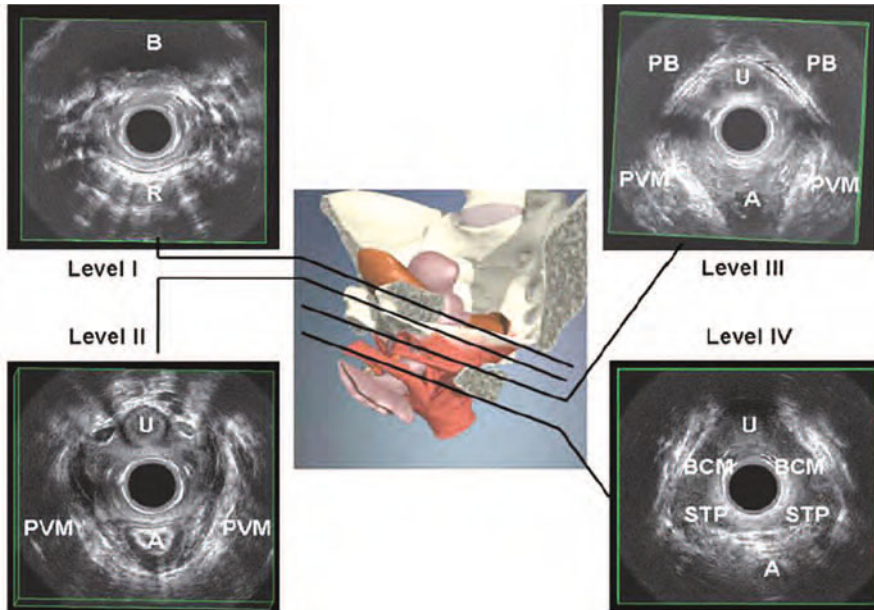 B
R
Level I
PB
PB
U
PVM
PVM
A
Level III
Level II
U
PVM
PVM
A
Level IV
U
BCM
BCM
STP
STP
A